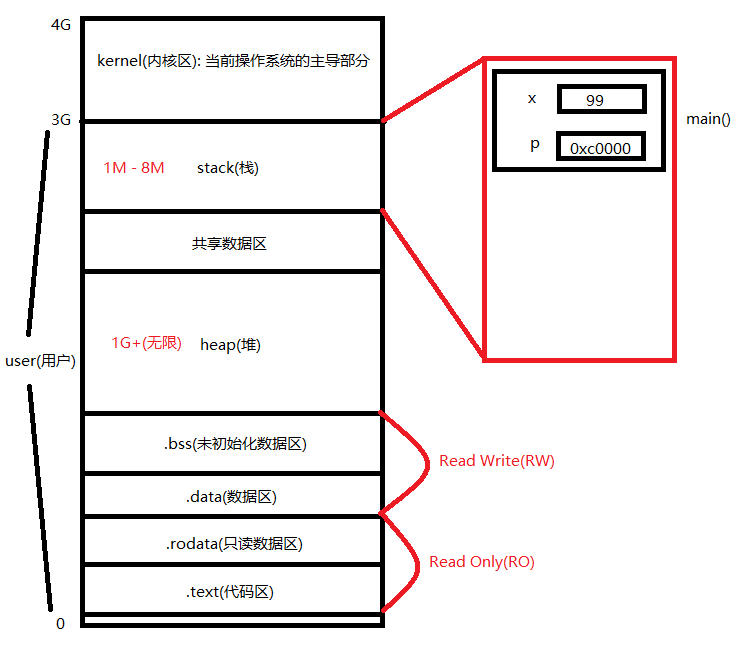 4G
kernel(内核区): 当前操作系统的主导部分
3G
1M - 8M stack(栈)
共享数据区
1G+(无限) heap(堆)
user(用户)
.bss(未初始化数据区)
.data(数据区)
.rodata(只读数据区)
.text(代码区)
0
Read Write(RW)
Read Only(RO)
x 99
p 0xc0000
main()